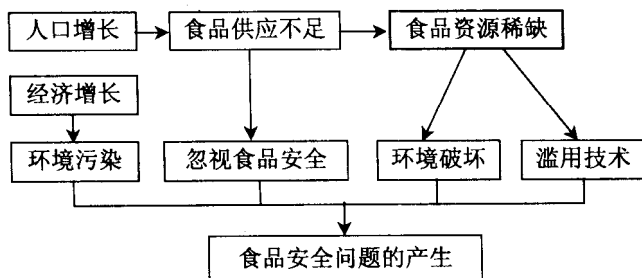 人口增长
食品供应不足
食品资源稀缺
经济增长
环境污染
忽视食品安全
环境破坏
滥用技术
食品安全问题的产生